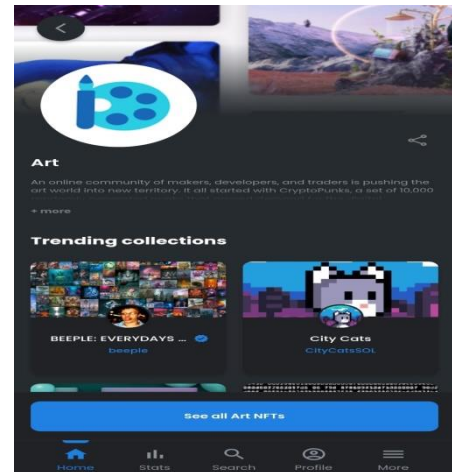 Art
An online community of makers, developers, and traders is pushing the
art world into new territory. It all started with CryptoPunks, a set of 10,000
+ more
Trending collections
BEEPLE: EVERYDAYS ...
beeple
City Cats
CityCatsSOL
See all Art NFTs
Home
Stats
Search
Profile
More